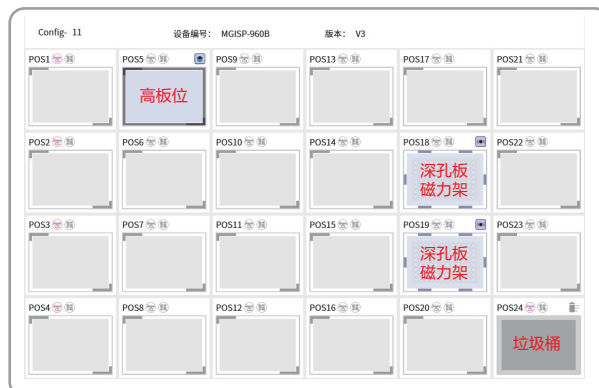 Config- 11 设备编号: MGISP-960B 版本: V3
POS1 POS5 POS9 POS13 POS17 POS21
高板位
POS2 POS6 POS10 POS14 POS18 POS22
深孔板
磁力架
POS3 POS7 POS11 POS15 POS19 POS23
深孔板
磁力架
POS4 POS8 POS12 POS16 POS20 POS24
垃圾桶